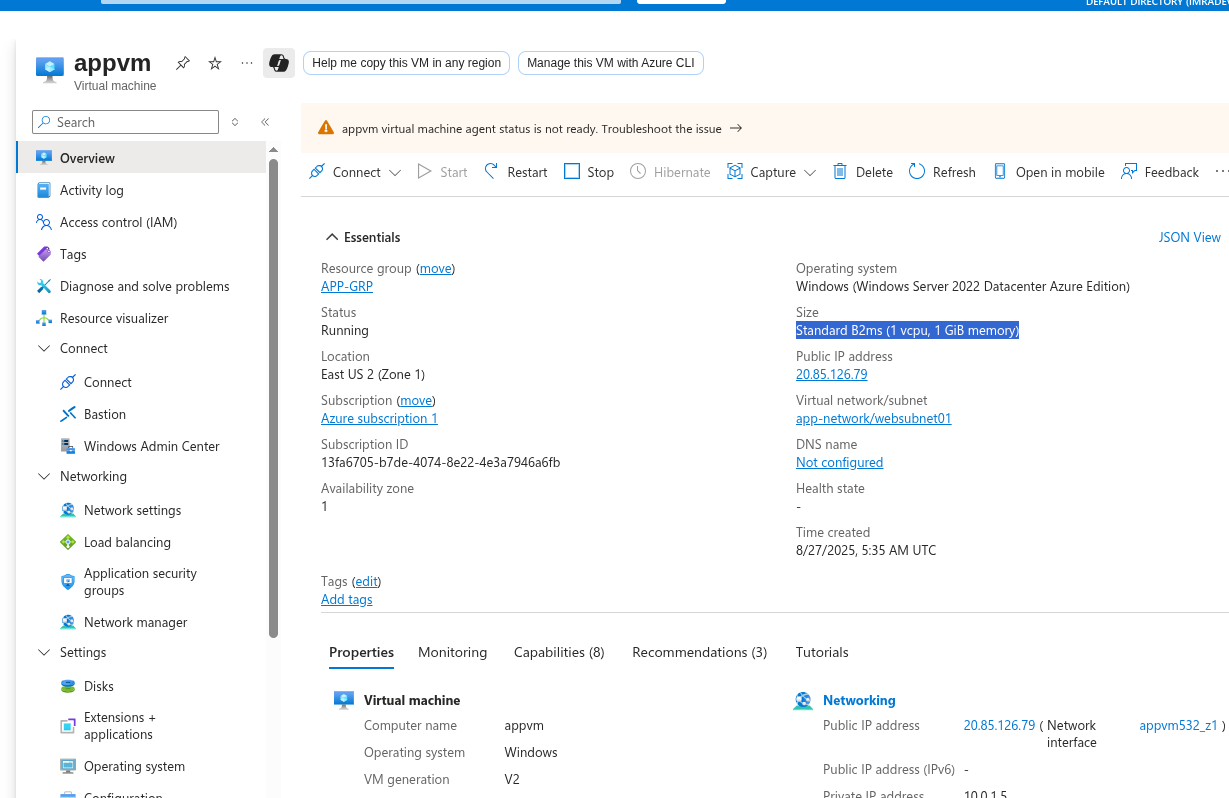 DEFAULT DIRECTORY
appvm
Virtual machine
Help me copy this VM in any region
Manage this VM with Azure CLI
Search
appvm virtual machine agent status is not ready. Troubleshoot the issue →
Connect
Start
Restart
Stop
Hibernate
Capture
Delete
Refresh
Open in mobile
Feedback
Overview
Activity log
Access control (IAM)
Tags
Diagnose and solve problems
Resource visualizer
Connect
Connect
Bastion
Windows Admin Center
Networking
Network settings
Load balancing
Application security
groups
Network manager
Settings
Disks
Extensions +
applications
Operating system
Configuration
Essentials
JSON View
Resource group (move)
APP-GRP
Status
Running
Location
East US 2 (Zone 1)
Subscription (move)
Azure subscription 1
Subscription ID
13fa6705-b7de-4074-8e22-4e3a7946a6fb
Availability zone
1
Operating system
Windows (Windows Server 2022 Datacenter Azure Edition)
Size
Standard B2ms (1 vcpu, 1 GiB memory)
Public IP address
20.85.126.79
Virtual network/subnet
app-network/websubnet01
DNS name
Not configured
Health state
-
Time created
8/27/2025, 5:35 AM UTC
Tags (edit)
Add tags
Properties
Monitoring
Capabilities (8)
Recommendations (3)
Tutorials
Virtual machine
Computer name appvm
Operating system Windows
VM generation V2
Networking
Public IP address 20.85.126.79 ( Network interface appvm532_z1 )
Public IP address (IPv6) -
Private IP address 10.0.1.5